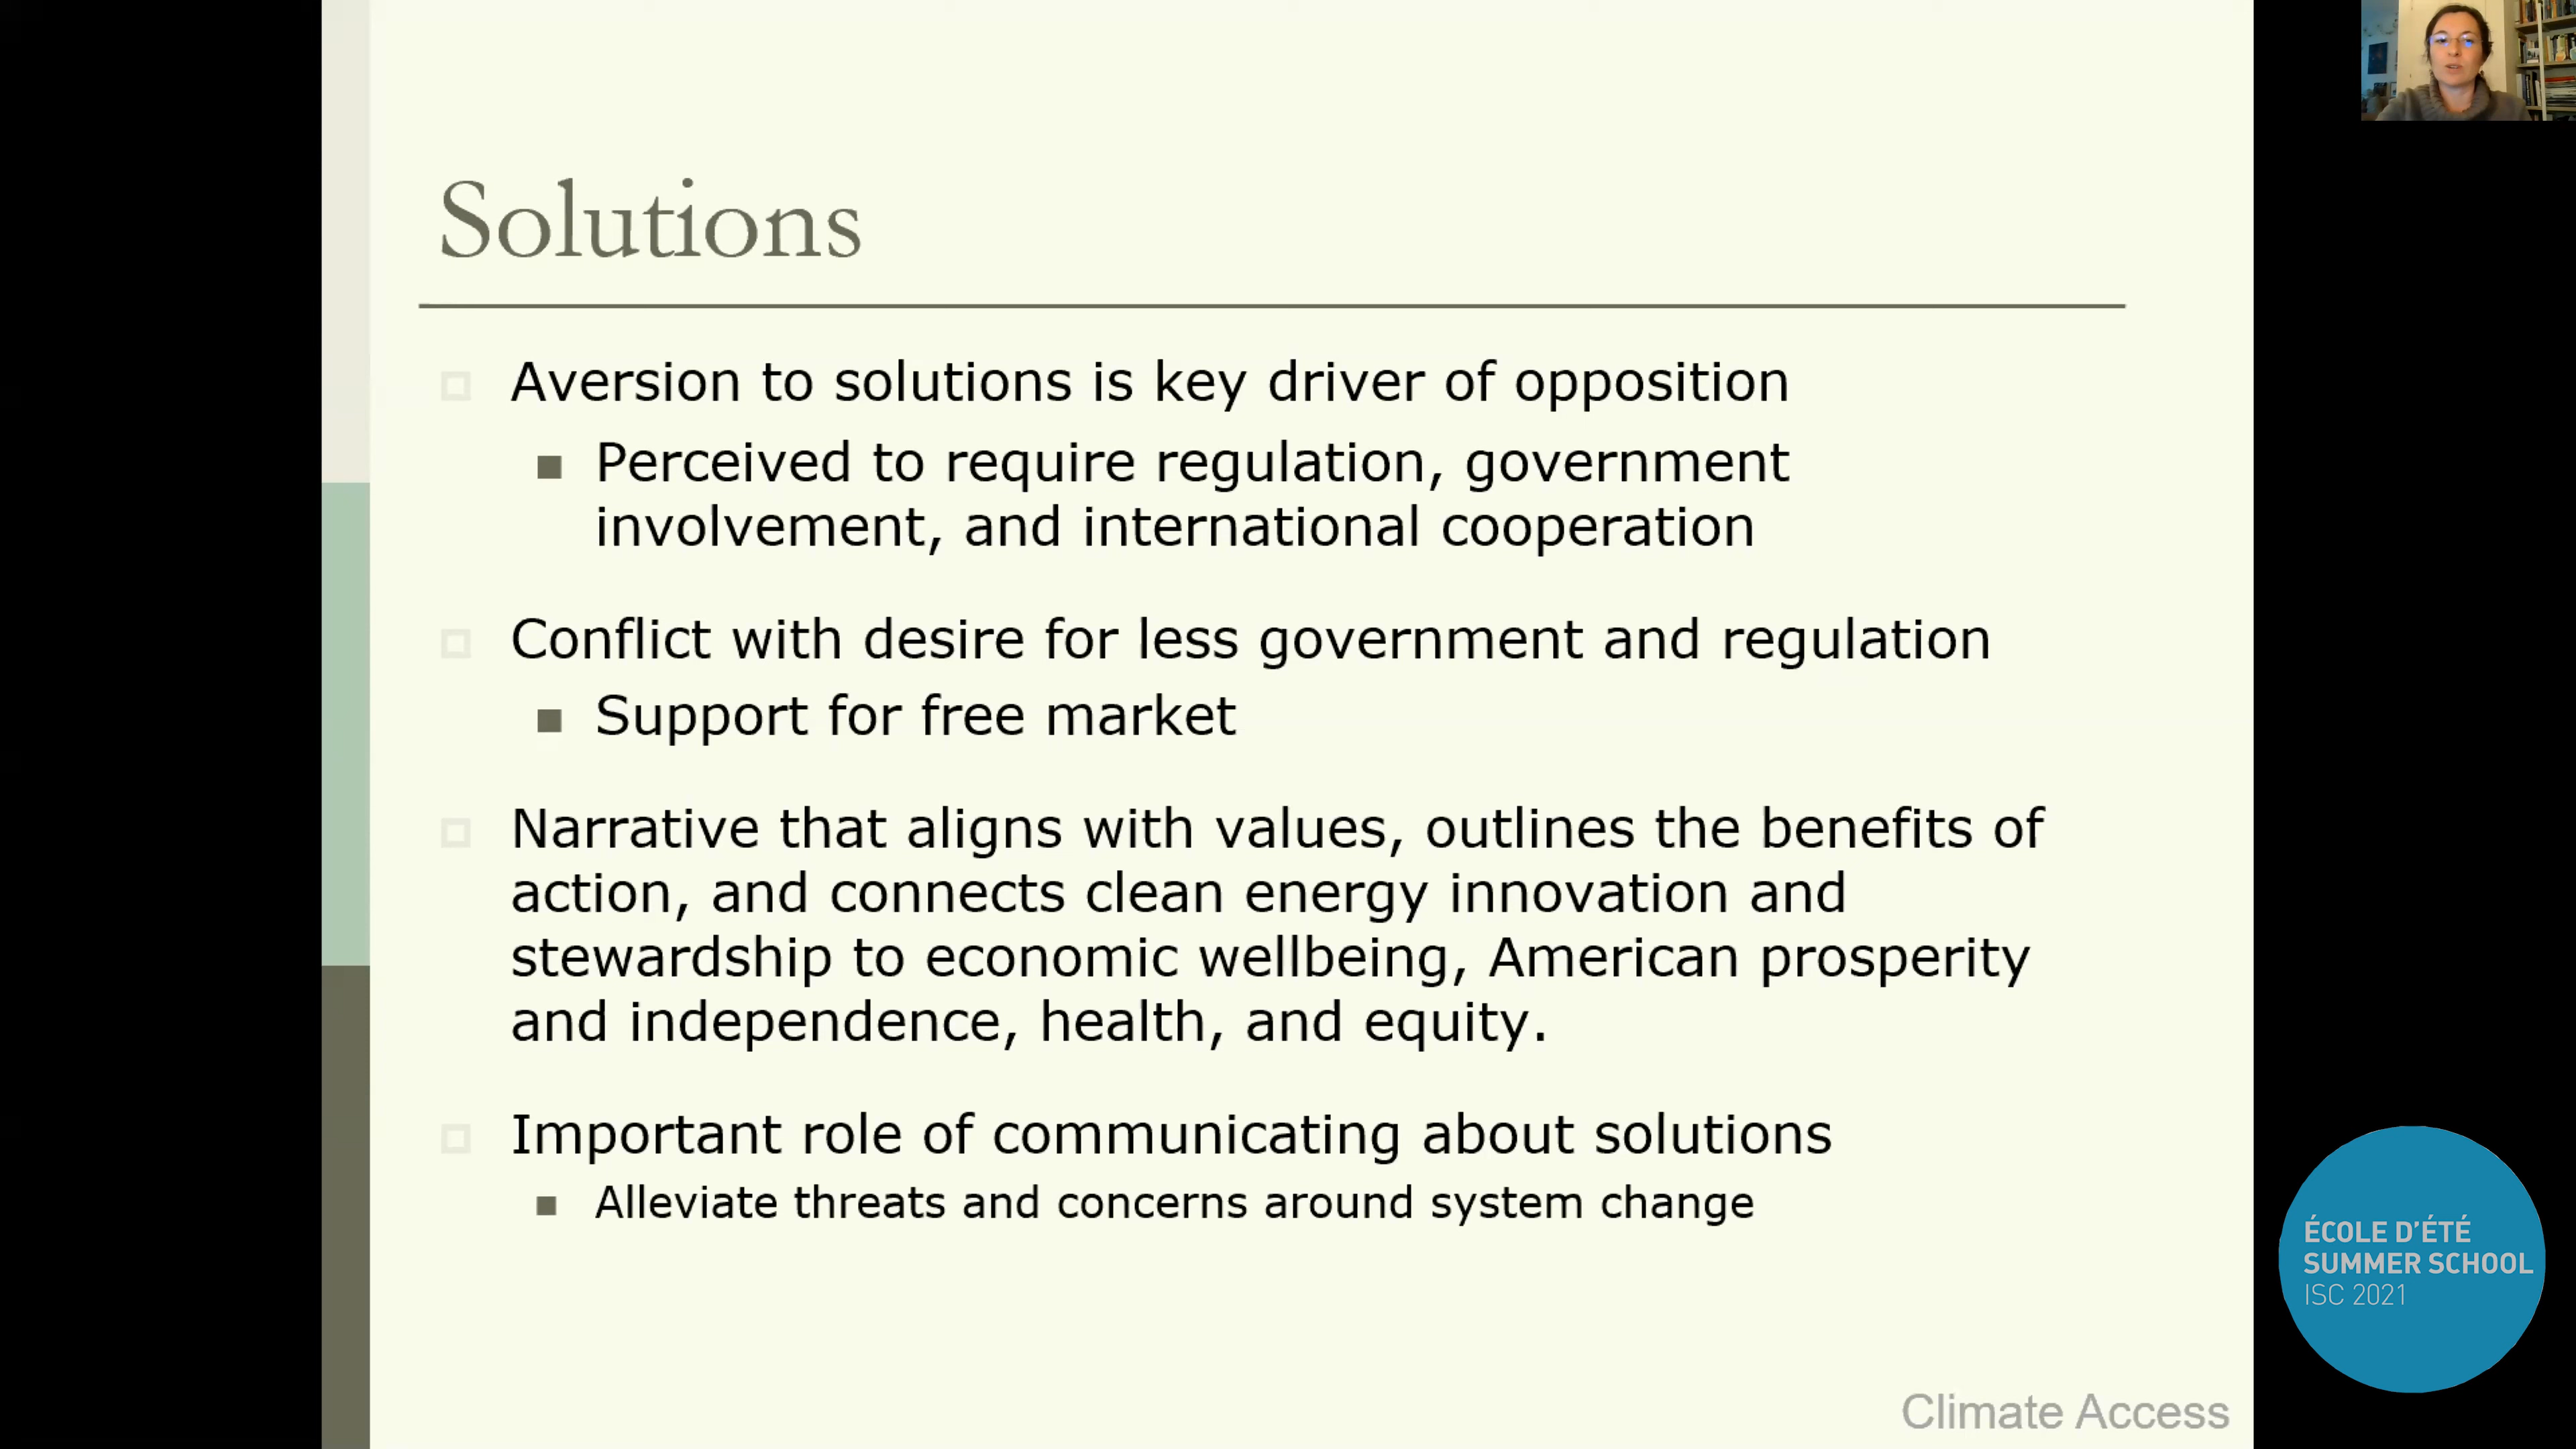 Solutions
Aversion to solutions is key driver of opposition
Perceived to require regulation, government
involvement, and international cooperation
Conflict with desire for less government and regulation
Support for free market
Narrative that aligns with values, outlines the benefits of
action, and connects clean energy innovation and
stewardship to economic wellbeing, American prosperity
and independence, health, and equity.
Important role of communicating about solutions
Alleviate threats and concerns around system change
Climate Access
ÉCOLE D'ÉTÉ
SUMMER SCHOOL
ISC 2021